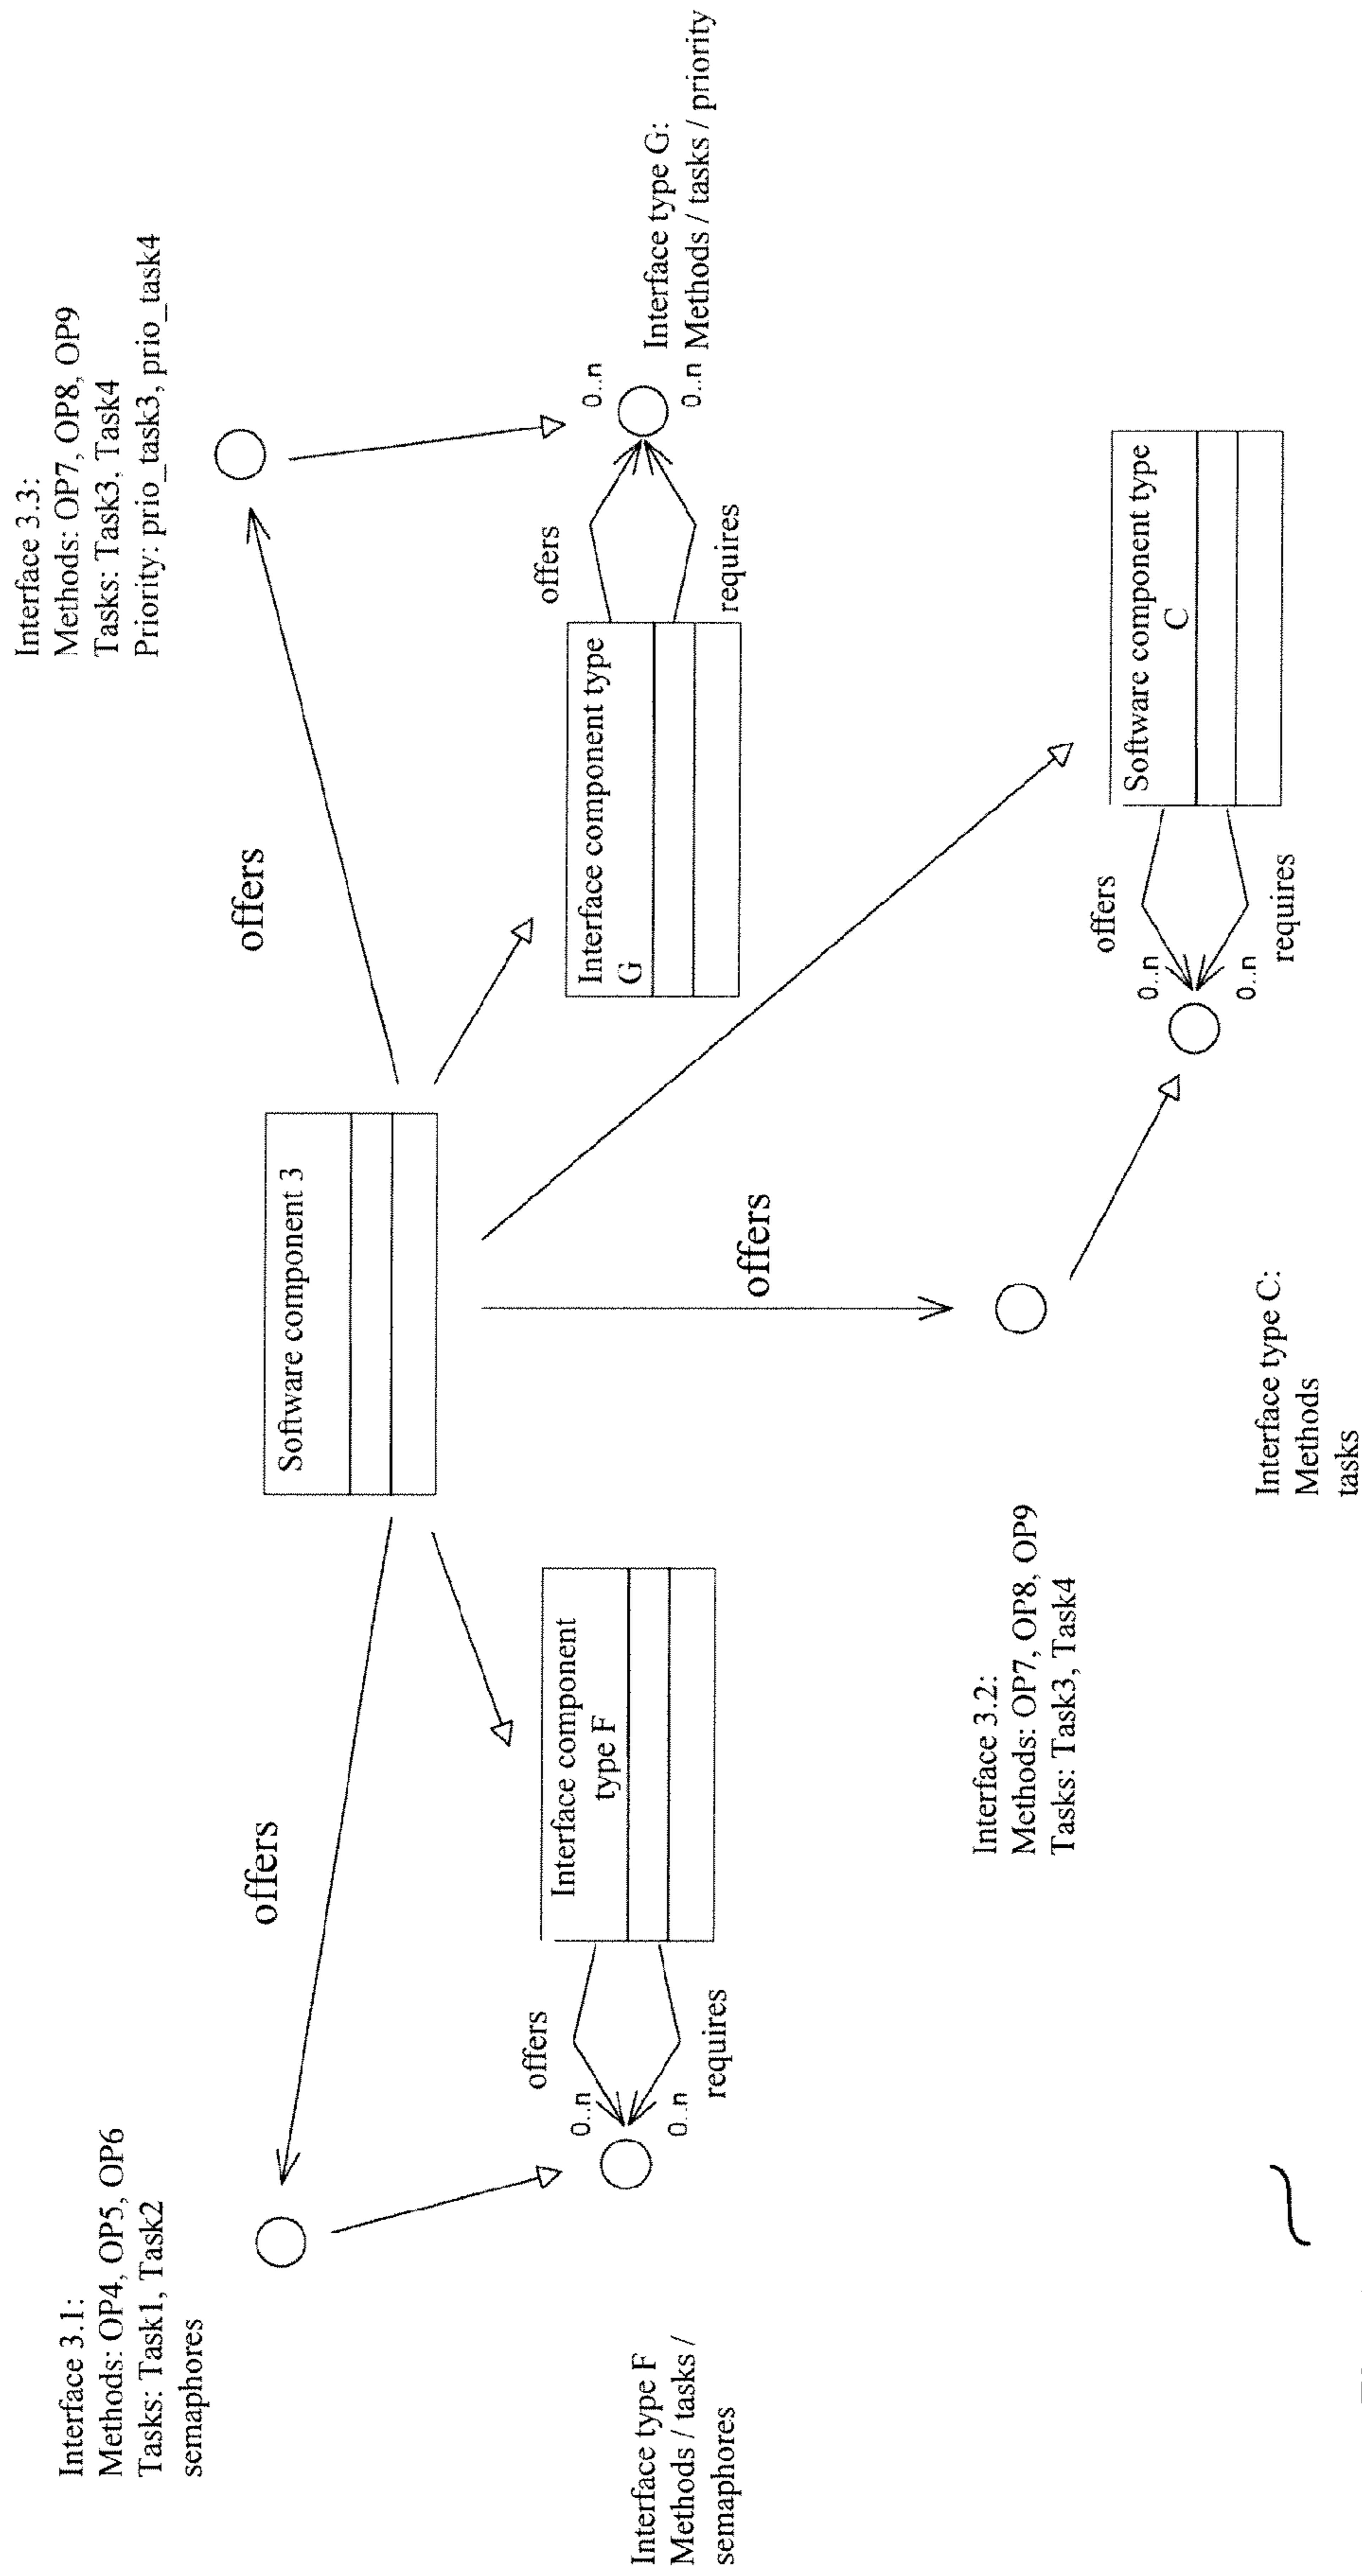 Interface 3.1:
Methods: OP4, OP5, OP6
Tasks: Task1, Task2
semaphores
offers
Software component 3
offers
Interface 3.3:
Methods: OP7, OP8, OP9
Tasks: Task3, Task4
Priority: prio_task3, prio_task4
Interface type F
Methods / tasks /
semaphores
0..n
0..n
offers
requires
Interface component
type F
Interface component type
G
offers
requires
0..n
0..n
Interface type G:
Methods / tasks / priority
offers
Interface 3.2:
Methods: OP7, OP8, OP9
Tasks: Task3, Task4
Interface type C:
Methods
tasks
0..n
0..n
offers
requires
Software component type
C